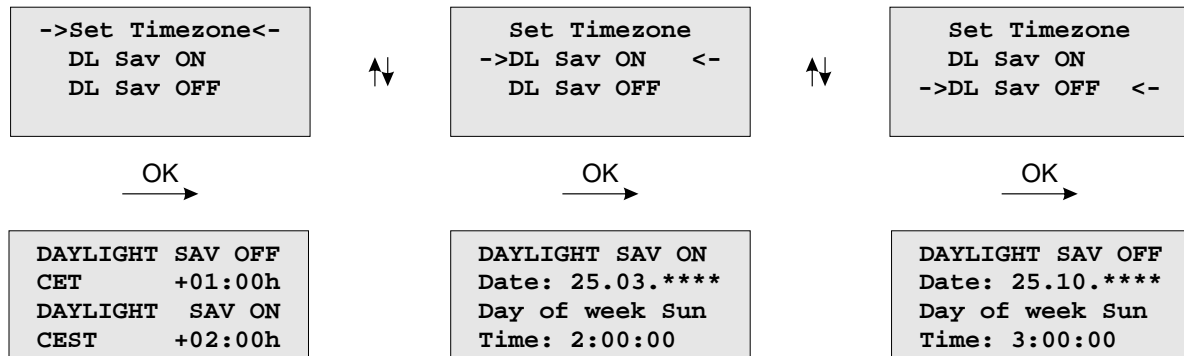 ->Set Timezone<-
DL Sav ON
DL Sav OFF
Set Timezone
->DL Sav ON <-
DL Sav OFF
Set Timezone
DL Sav ON
->DL Sav OFF <-
OK
OK
OK
DAYLIGHT SAV OFF
CET +01:00h
DAYLIGHT SAV ON
CEST +02:00h
DAYLIGHT SAV ON
Date: 25.03.****
Day of week Sun
Time: 2:00:00
DAYLIGHT SAV OFF
Date: 25.10.****
Day of week Sun
Time: 3:00:00